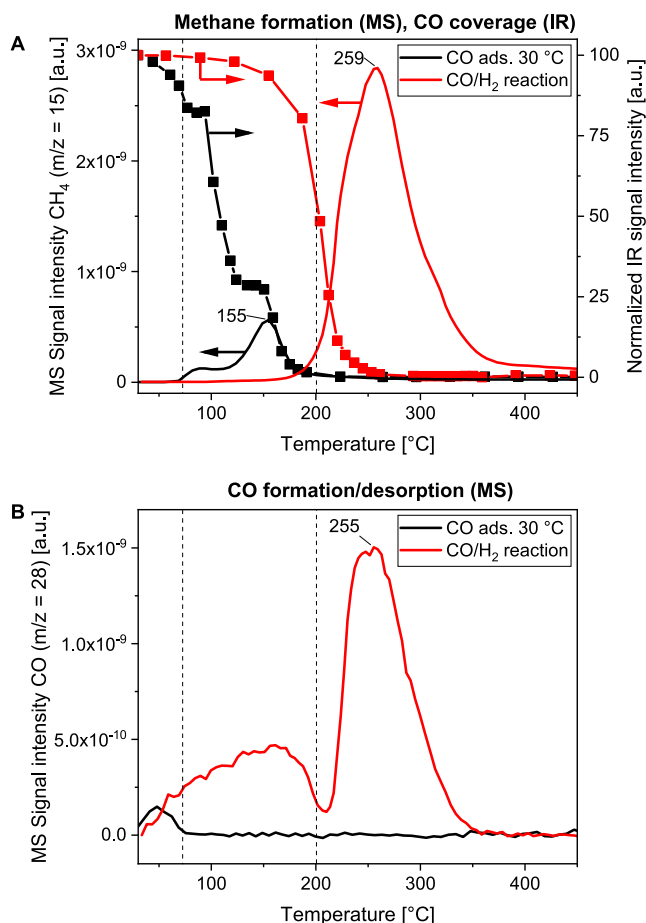 Methane formation (MS), CO coverage (IR)
A
CO ads. 30 °C
CO/H₂ reaction
259
155
3x10⁻⁹
2x10⁻⁹
1x10⁻⁹
0
MS Signal intensity CH₄ (m/z = 15) [a.u.]
100
75
50
25
0
Normalized IR signal intensity [a.u.]
100 200 300 400
Temperature [°C]
CO formation/desorption (MS)
B
CO ads. 30 °C
CO/H₂ reaction
255
1.5x10⁻⁹
5.0x10⁻¹⁰
0.0
MS Signal intensity CO (m/z = 28) [a.u.]
100 200 300 400
Temperature [°C]